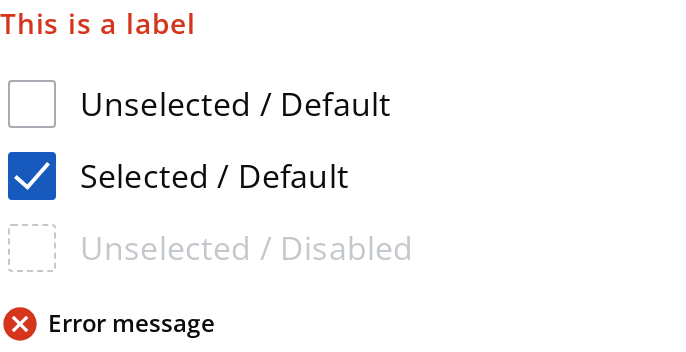 This is a label
Unselected / Default
Selected / Default
Unselected / Disabled
Error message